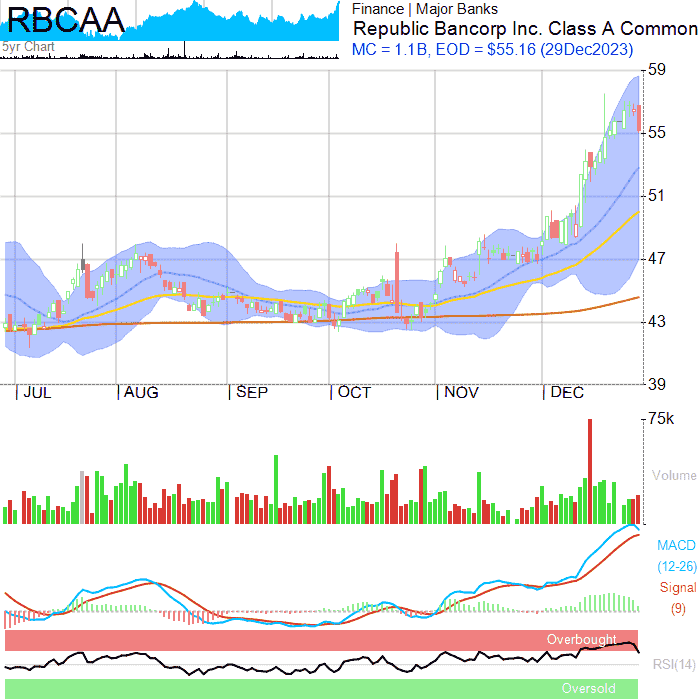 RBCAA
5yr Chart
Finance | Major Banks
Republic Bancorp Inc. Class A Common
MC = 1.1B, EOD = $55.16 (29Dec2023)
59
55
51
47
43
39
JUL AUG SEP OCT NOV DEC
75k
Volume
MACD
(12-26)
Signal
(9)
Overbought
RSI(14)
Oversold